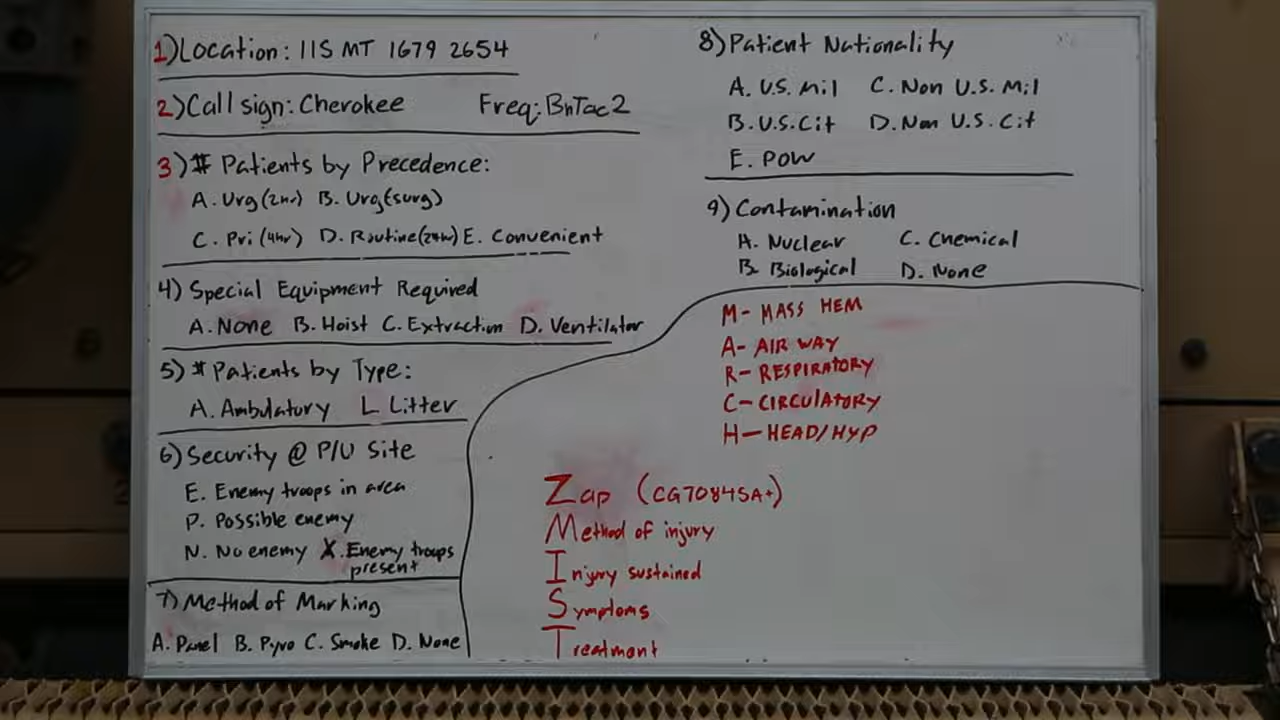 1) Location: 11S MT 1679 2654
2) Call sign: Cherokee Freq: BnTac2
3) # Patients by Precedence:
A. Urg (2hr) B. Urg (surg)
C. Pri (4hr) D. Routine (24hr) E. Convenient
4) Special Equipment Required
A. None B. Hoist C. Extraction D. Ventilator
5) # Patients by Type:
A. Ambulatory L Litter
6) Security @ P/U Site
E. Enemy troops in area
P. Possible enemy
N. No enemy X. Enemy troops
present
7) Method of Marking
A. Panel B. Pyro C. Smoke D. None
8) Patient Nationality
A. U.S. Mil C. Non U.S. Mil
B. U.S. Cit D. Non U.S. Cit
E. POW
9) Contamination
A. Nuclear C. Chemical
B. Biological D. None
M- MASS HEM
A- AIR WAY
R- RESPIRATORY
C- CIRCULATORY
H- HEAD/HYP
Zap (CG7084SA+)
Method of injury
Injury sustained
Symptoms
Treatment